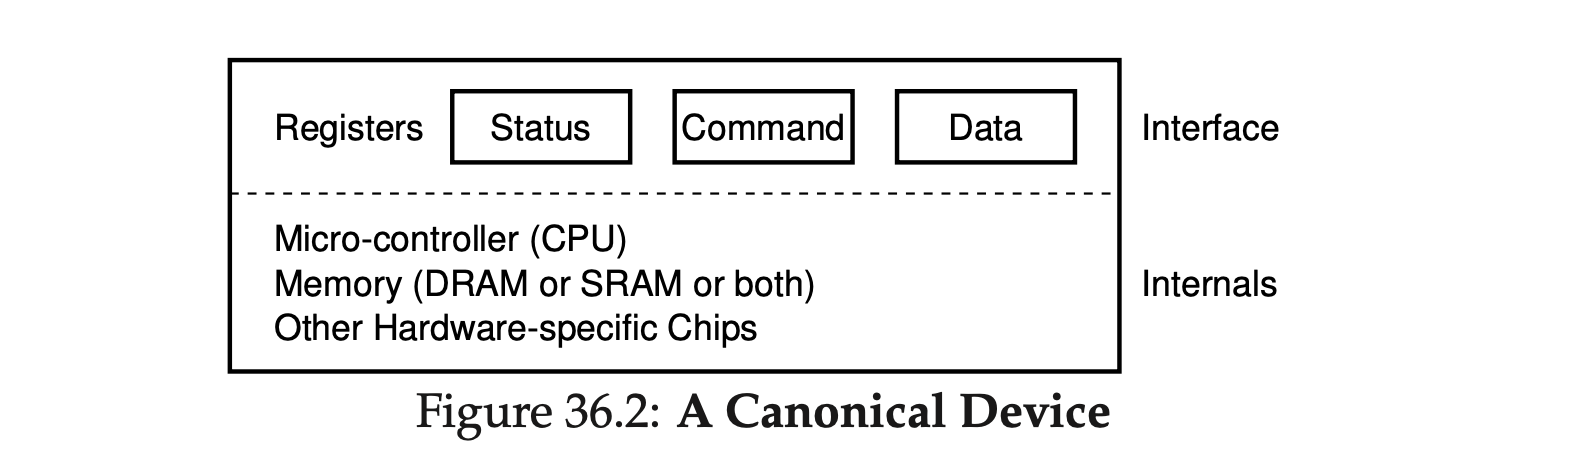 Registers Status Command Data Interface
Micro-controller (CPU)
Memory (DRAM or SRAM or both) Internals
Other Hardware-specific Chips
Figure 36.2: A Canonical Device